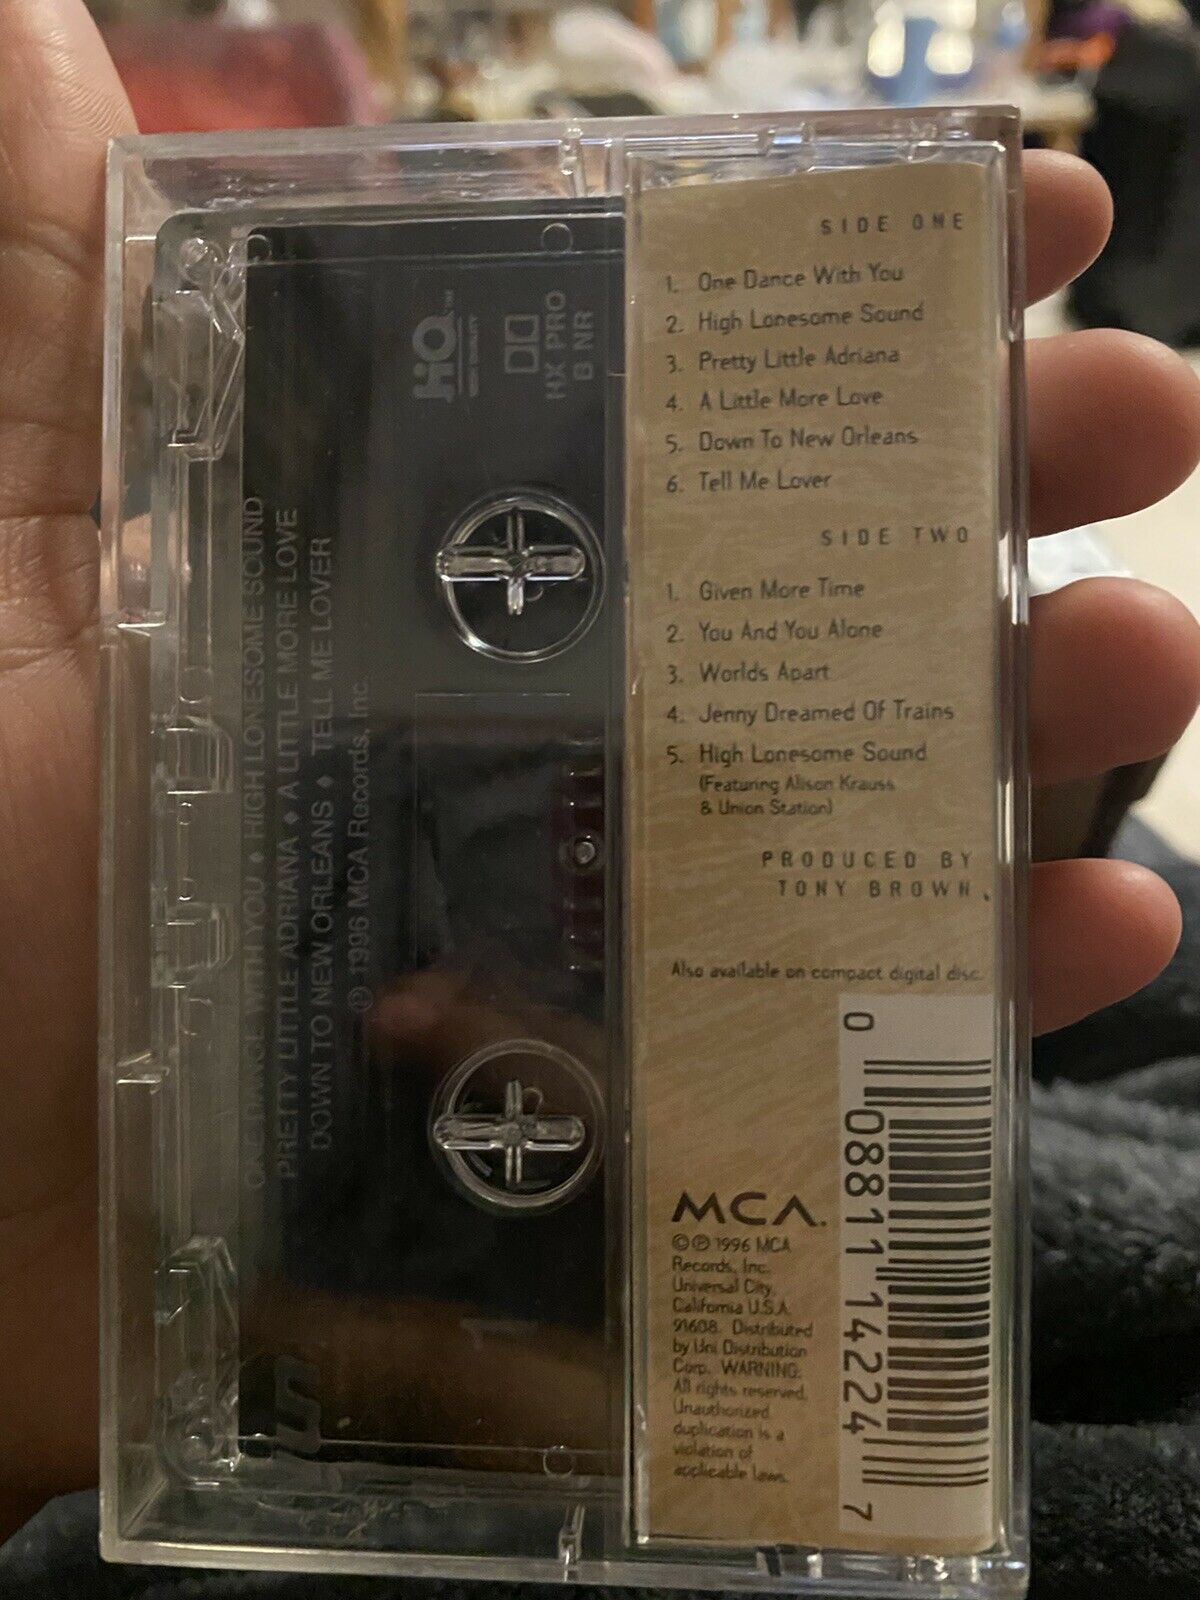 SIDE ONE
1. One Dance With You
2. High Lonesome Sound
3. Pretty Little Adriana
4. A Little More Love
5. Down To New Orleans
6. Tell Me Lover
SIDE TWO
1. Given More Time
2. You And You Alone
3. Worlds Apart
4. Jenny Dreamed Of Trains
5. High Lonesome Sound
(Featuring Alison Krauss
& Union Station)
PRODUCED BY
TONY BROWN
Also available on compact digital disc.
MCA.
©℗ 1996 MCA
Records, Inc.
Universal City,
California U.S.A.
91608. Distributed
by Uni Distribution
Corp. WARNING:
All rights reserved.
Unauthorized
duplication is a
violation of
applicable laws.
0 08811 14224 7
ONE DANCE WITH YOU ♦ HIGH LONESOME SOUND
PRETTY LITTLE ADRIANA ♦ A LITTLE MORE LOVE
DOWN TO NEW ORLEANS ♦ TELL ME LOVER
℗ 1996 MCA Records, Inc.
HiQ™
HIGH QUALITY
HX PRO
B NR
1